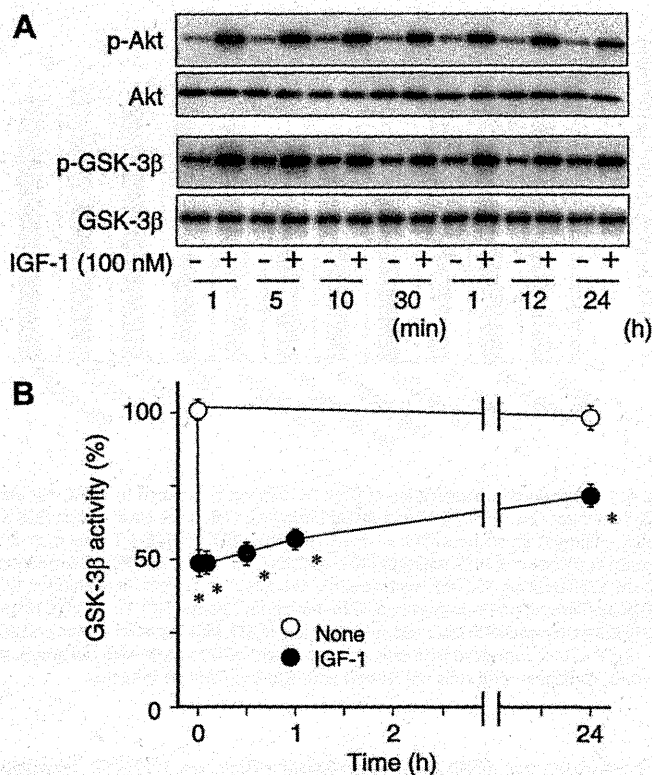 A
p-Akt
Akt
p-GSK-3β
GSK-3β
IGF-1 (100 nM) − + − + − + − + − + − + − +
1 5 10 30 1 12 24
(min) (h)
B
GSK-3β activity (%)
100
50
0
* * * * *
None
IGF-1
0 1 2 24
Time (h)